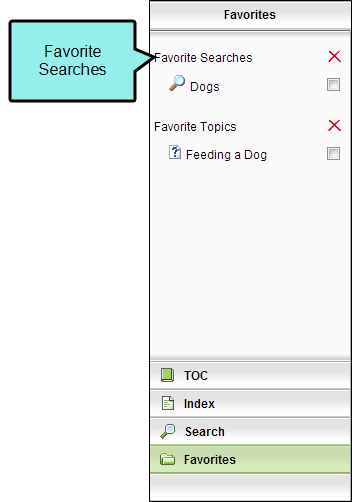 Favorites
Favorite
Searches
Favorite Searches
Dogs
Favorite Topics
Feeding a Dog
TOC
Index
Search
Favorites